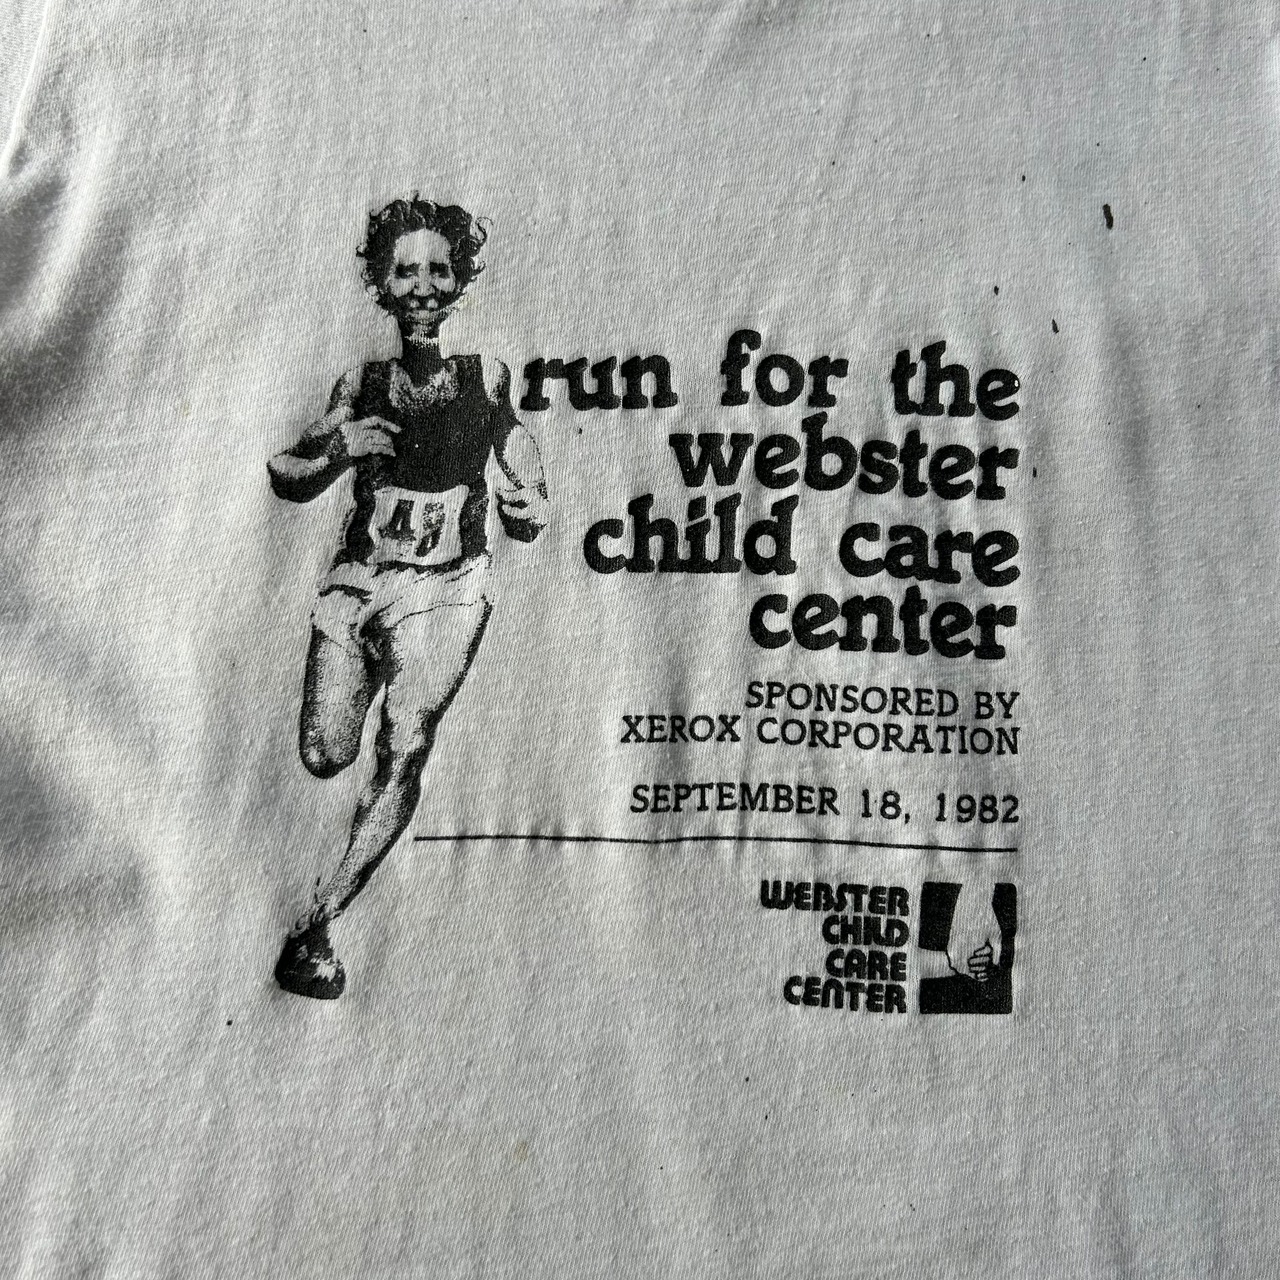 run for the
webster
child care
center
SPONSORED BY
XEROX CORPORATION
SEPTEMBER 18, 1982
WEBSTER
CHILD
CARE
CENTER